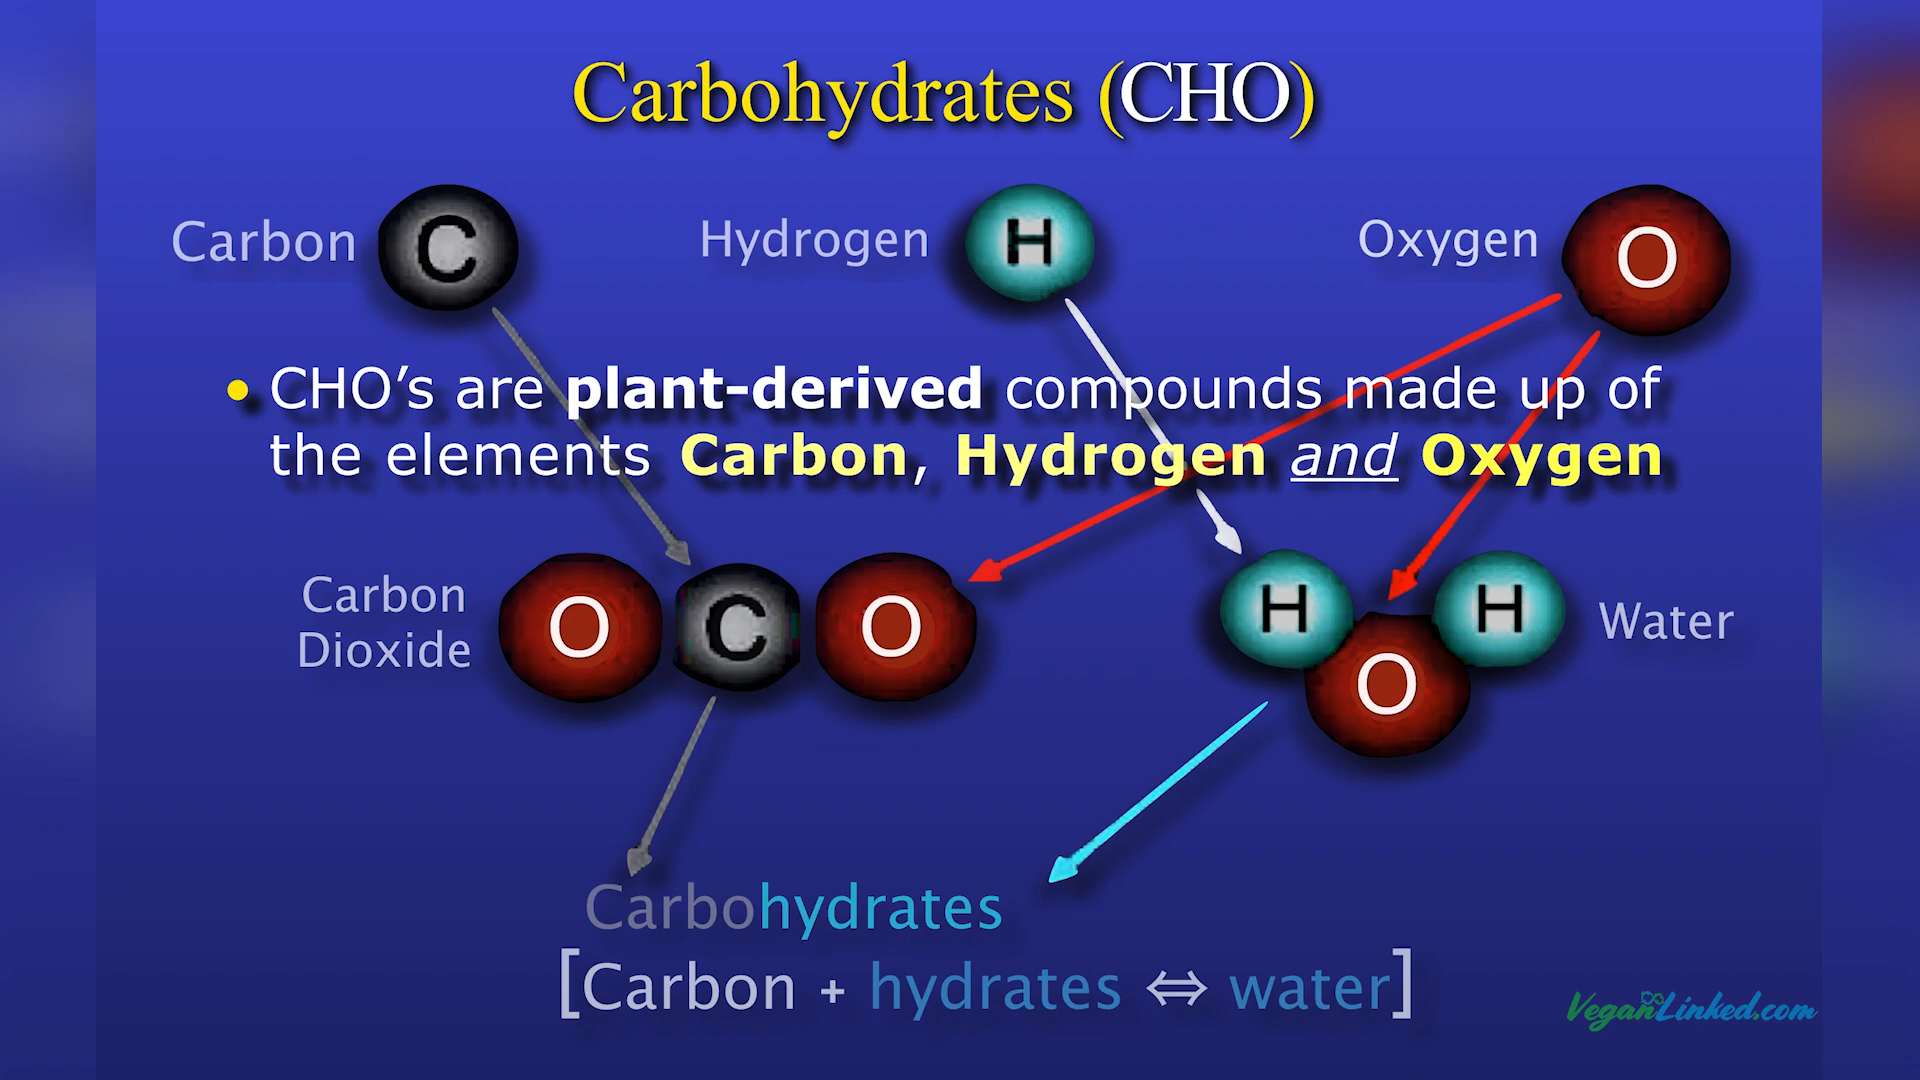 Carbohydrates (CHO)
Carbon
C
Hydrogen
H
Oxygen
O
• CHO’s are plant-derived compounds made up of
the elements Carbon, Hydrogen and Oxygen
Carbon
Dioxide
O C O
H H
O
Water
Carbohydrates
[Carbon + hydrates ⇔ water]
VeganLinked.com